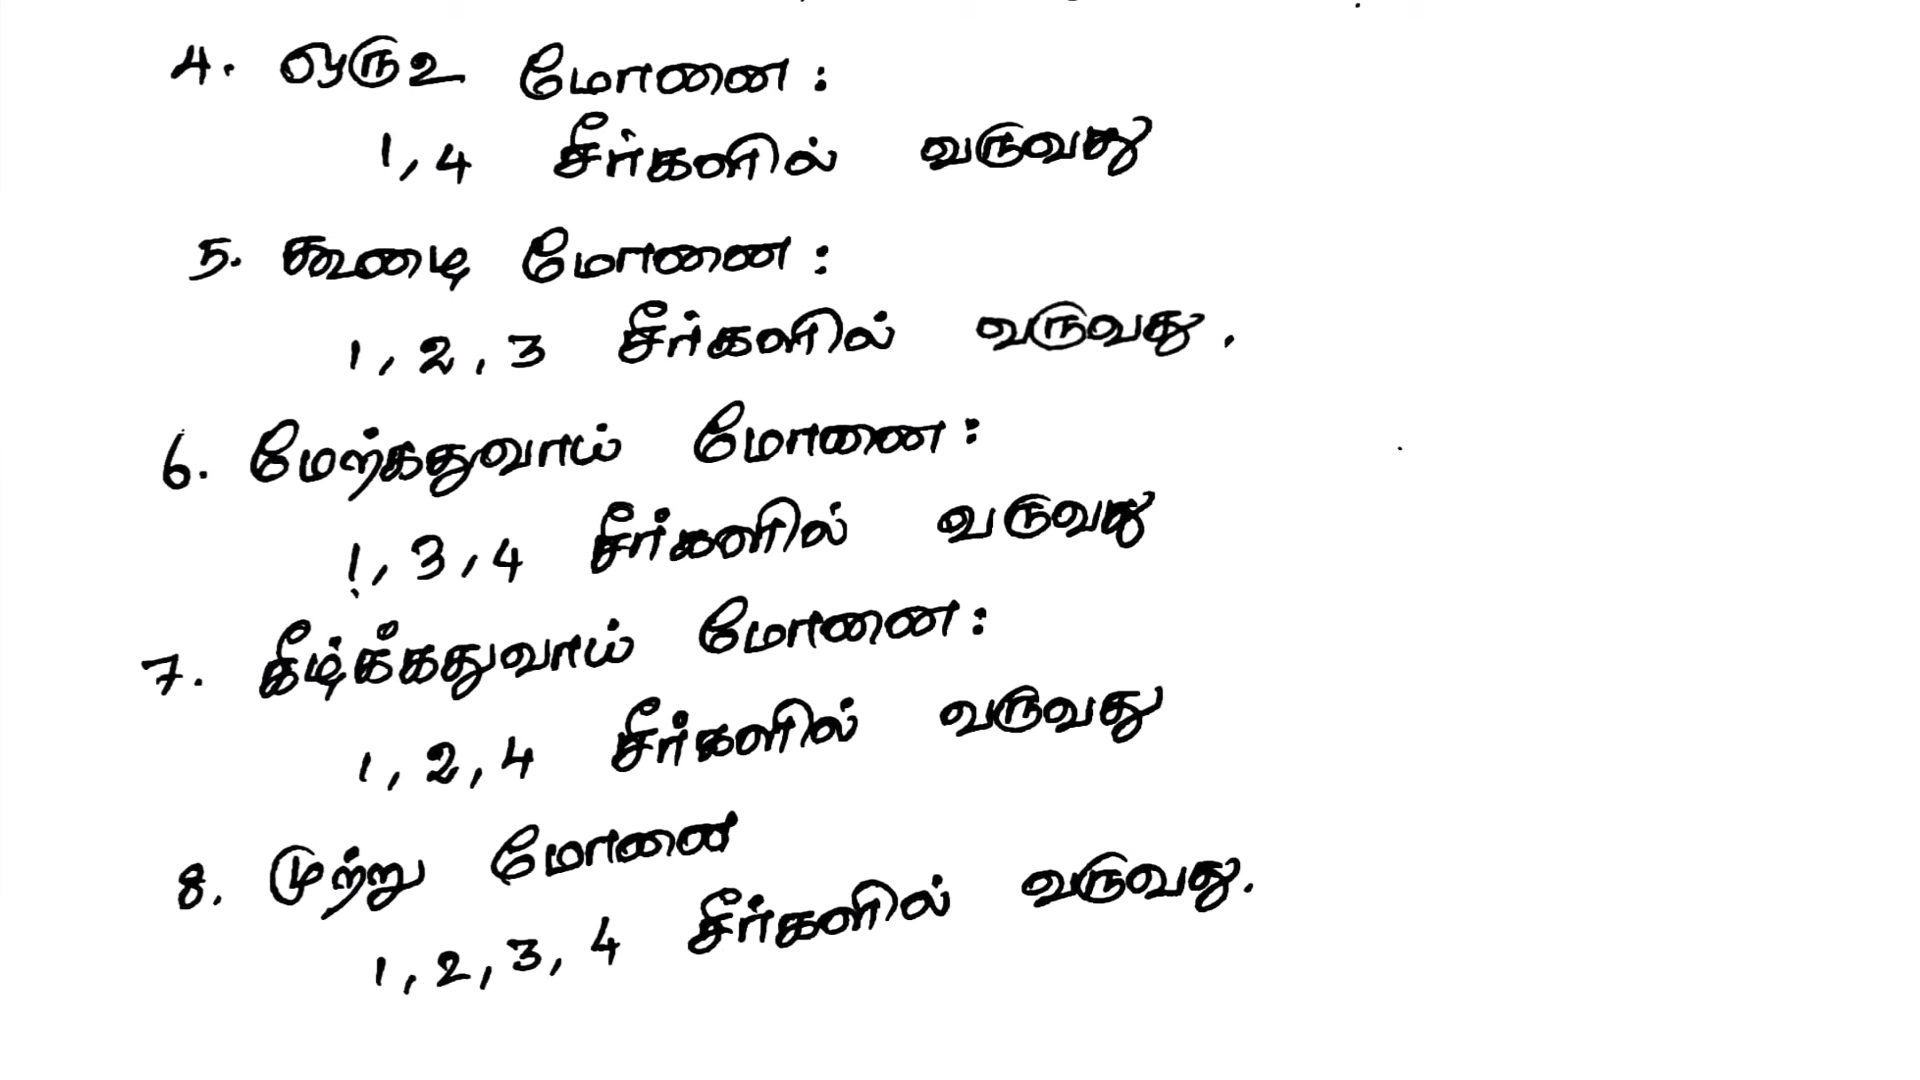 4. ஒரூஉ மோனை :
1, 4 சீர்களில் வருவது
5. கூழை மோனை :
1, 2, 3 சீர்களில் வருவது.
6. மேற்கதுவாய் மோனை :
1, 3, 4 சீர்களில் வருவது
7. கீழ்க்கதுவாய் மோனை :
1, 2, 4 சீர்களில் வருவது
8. முற்று மோனை
1, 2, 3, 4 சீர்களில் வருவது.